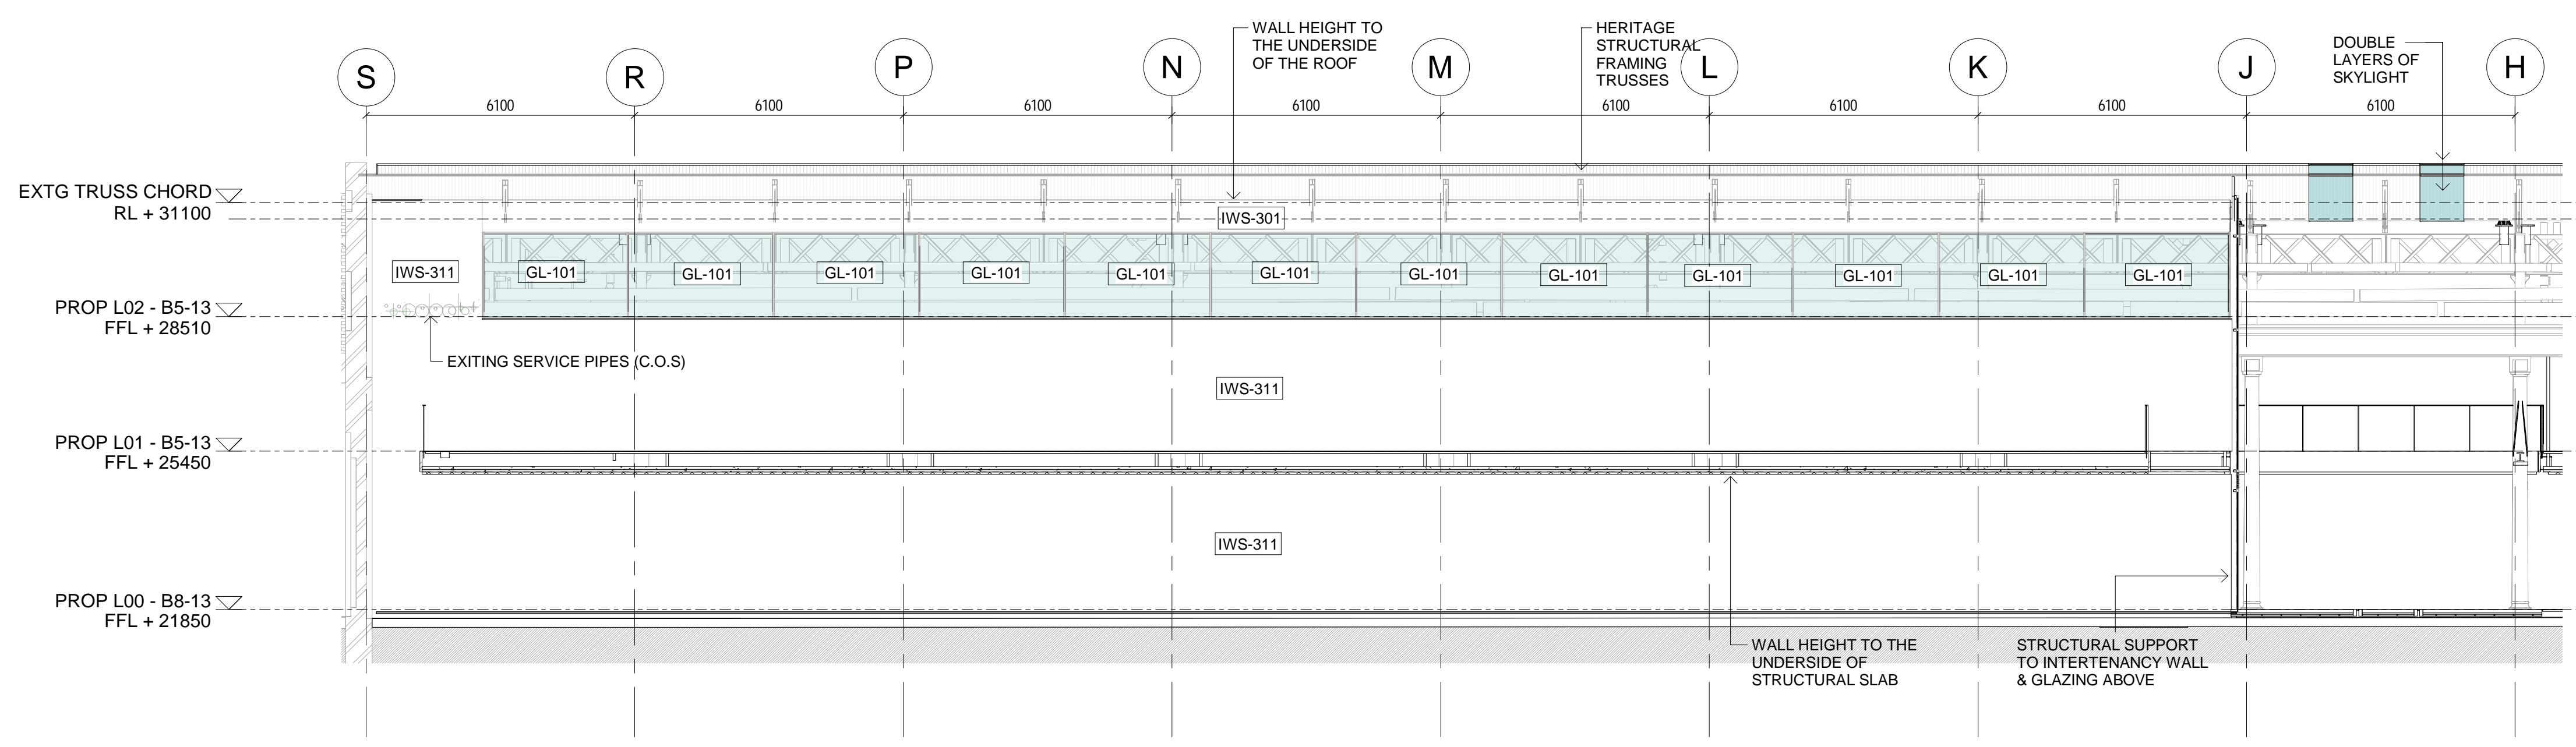 WALL HEIGHT TO
THE UNDERSIDE
OF THE ROOF
HERITAGE
STRUCTURAL
FRAMING
TRUSSES
DOUBLE
LAYERS OF
SKYLIGHT
S
R
P
N
M
L
K
J
H
6100
6100
6100
6100
6100
6100
6100
6100
EXTG TRUSS CHORD
RL + 31100
IWS-301
IWS-311
GL-101
GL-101
GL-101
GL-101
GL-101
GL-101
GL-101
GL-101
GL-101
GL-101
GL-101
GL-101
PROP L02 - B5-13
FFL + 28510
EXITING SERVICE PIPES (C.O.S)
IWS-311
PROP L01 - B5-13
FFL + 25450
IWS-311
PROP L00 - B8-13
FFL + 21850
WALL HEIGHT TO THE
UNDERSIDE OF
STRUCTURAL SLAB
STRUCTURAL SUPPORT
TO INTERTENANCY WALL
& GLAZING ABOVE